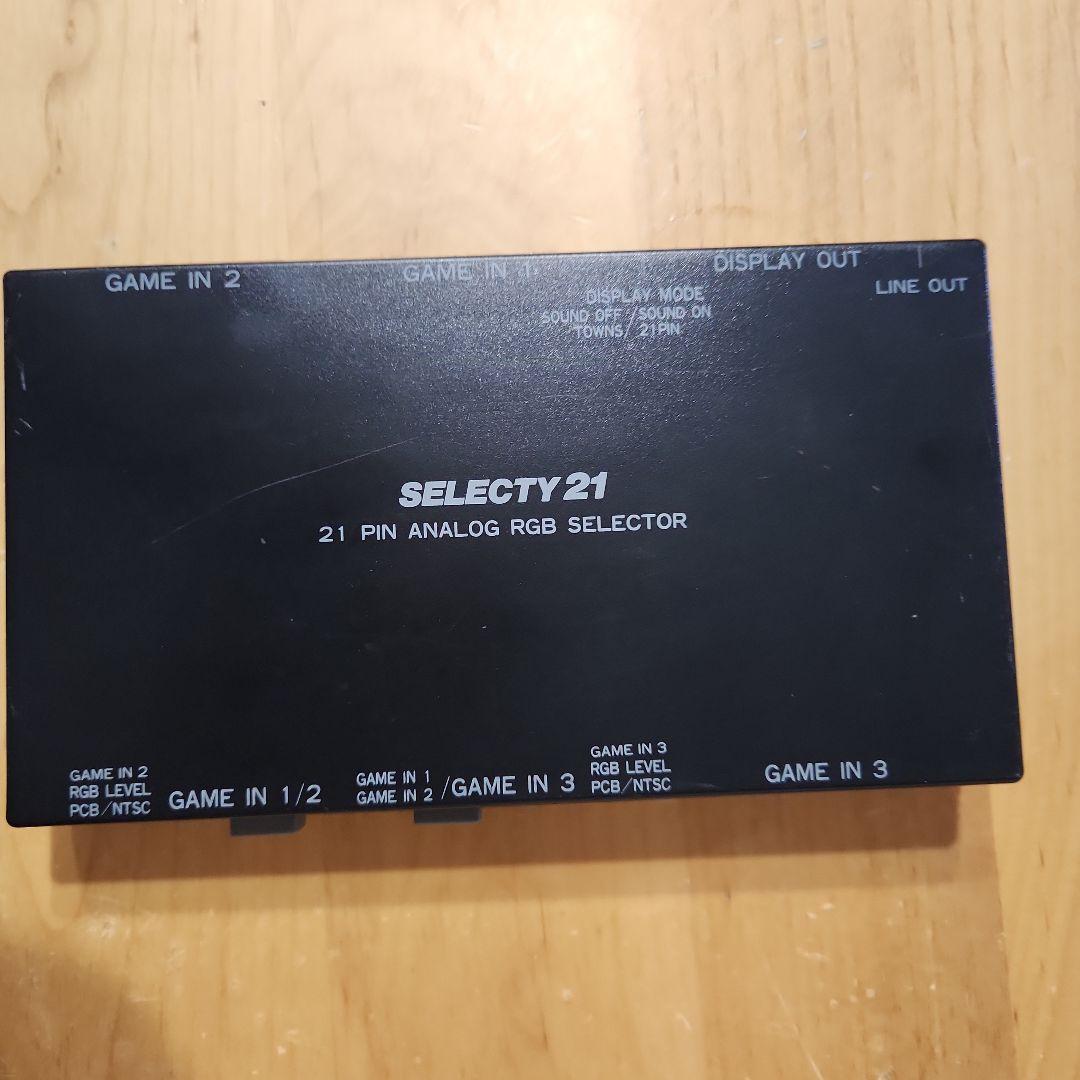 GAME IN 2
GAME IN 1
DISPLAY OUT
LINE OUT
DISPLAY MODE
SOUND OFF/SOUND ON
TOWNS/21PIN
SELECTY21
21 PIN ANALOG RGB SELECTOR
GAME IN 2
RGB LEVEL
PCB/NTSC
GAME IN 1/2
GAME IN 1
GAME IN 2
/GAME IN 3
GAME IN 3
RGB LEVEL
PCB/NTSC
GAME IN 3